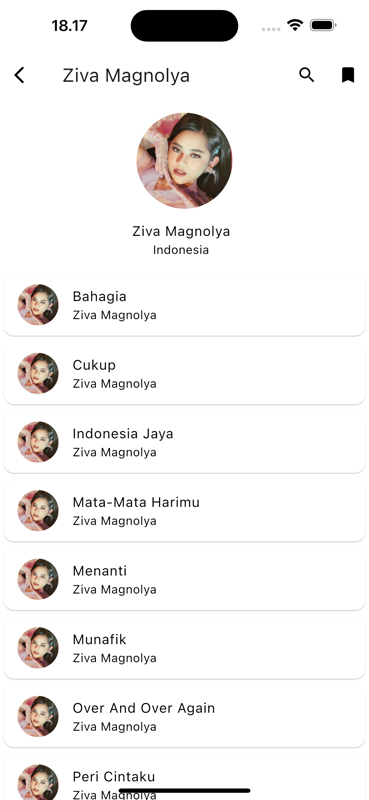 18.17
Ziva Magnolya
Ziva Magnolya
Indonesia
Bahagia
Ziva Magnolya
Cukup
Ziva Magnolya
Indonesia Jaya
Ziva Magnolya
Mata-Mata Harimu
Ziva Magnolya
Menanti
Ziva Magnolya
Munafik
Ziva Magnolya
Over And Over Again
Ziva Magnolya
Peri Cintaku
Ziva Magnolya